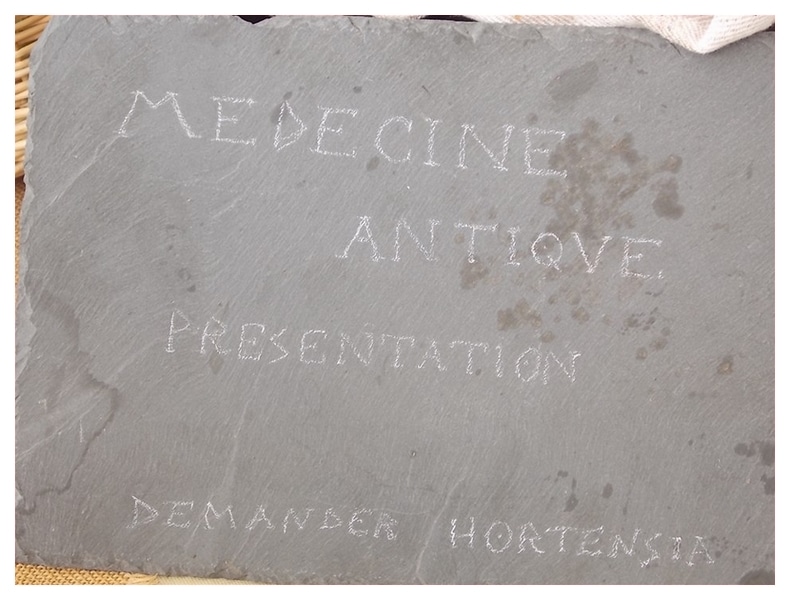 MEDECINE
ANTIQVE
PRESENTATION
DEMANDER HORTENSIA